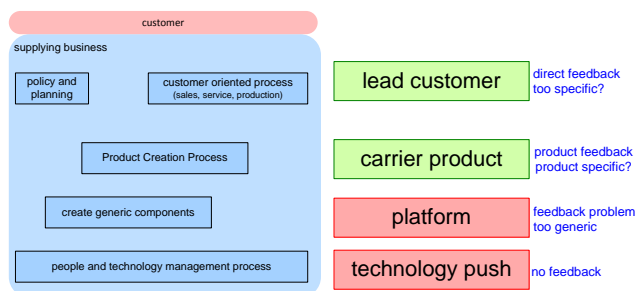 customer
supplying business
policy and
planning
customer oriented process
(sales, service, production)
Product Creation Process
create generic components
people and technology management process
lead customer
direct feedback
too specific?
carrier product
product feedback
product specific?
platform
feedback problem
too generic
technology push
no feedback